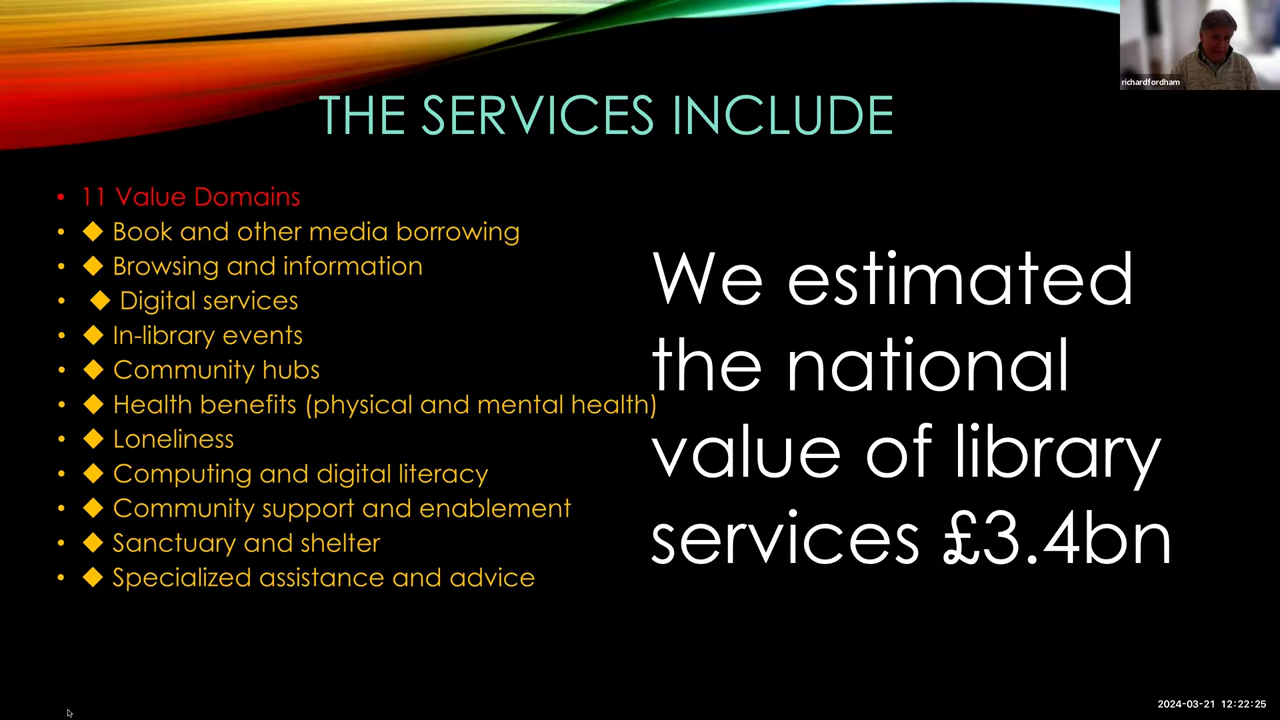 richardfordham
THE SERVICES INCLUDE
• 11 Value Domains
• ◆ Book and other media borrowing
• ◆ Browsing and information
• ◆ Digital services
• ◆ In-library events
• ◆ Community hubs
• ◆ Health benefits (physical and mental health)
• ◆ Loneliness
• ◆ Computing and digital literacy
• ◆ Community support and enablement
• ◆ Sanctuary and shelter
• ◆ Specialized assistance and advice
We estimated
the national
value of library
services £3.4bn
2024-03-21 12:22:25